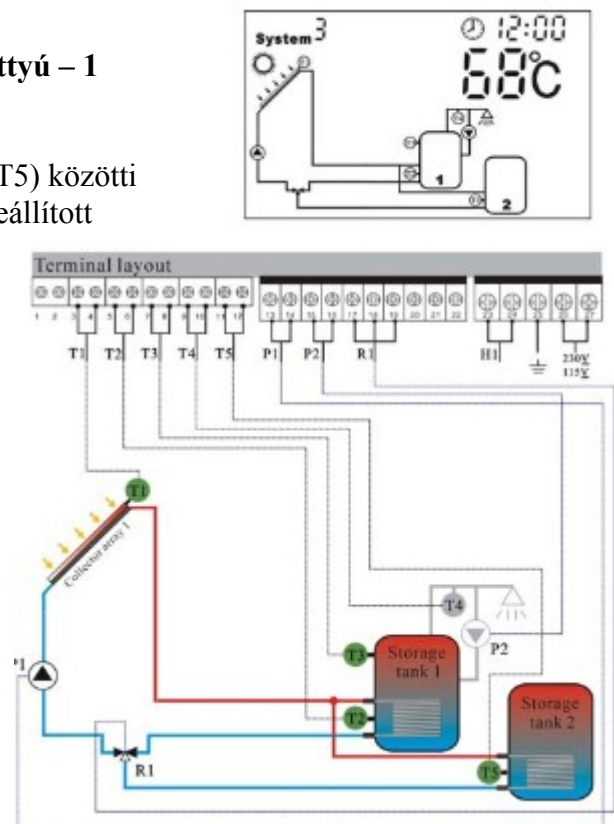 ttyú – 1
T5) közötti
eállított
System 3
12:00
68°C
1
2
Terminal layout
1 2 3 4 5 6 7 8 9 10 11 12
13 14 15 16 17 18 19 20 21 22
23 24 25 26 27
T1 T2 T3 T4 T5 P1 P2 R1 H1 230V
115V
T1
Collector array 1
T4
P2
T3
Storage
tank 1
T2
P1
R1
Storage
tank 2
T5